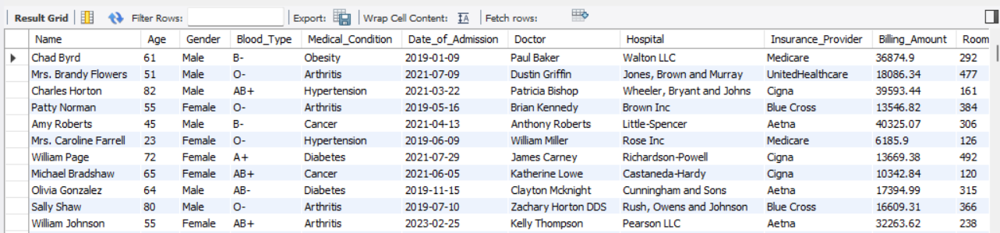 Result Grid Filter Rows: Export: Wrap Cell Content: Fetch rows:
Name Age Gender Blood_Type Medical_Condition Date_of_Admission Doctor Hospital Insurance_Provider Billing_Amount Room
Chad Byrd 61 Male B- Obesity 2019-01-09 Paul Baker Walton LLC Medicare 36874.9 292
Mrs. Brandy Flowers 51 Male O- Arthritis 2021-07-09 Dustin Griffin Jones, Brown and Murray UnitedHealthcare 18086.34 477
Charles Horton 82 Male AB+ Hypertension 2021-03-22 Patricia Bishop Wheeler, Bryant and Johns Cigna 39593.44 161
Patty Norman 55 Female O- Arthritis 2019-05-16 Brian Kennedy Brown Inc Blue Cross 13546.82 384
Amy Roberts 45 Male B- Cancer 2021-04-13 Anthony Roberts Little-Spencer Aetna 40325.07 306
Mrs. Caroline Farrell 23 Female O- Hypertension 2019-06-09 William Miller Rose Inc Medicare 6185.9 126
William Page 72 Female A+ Diabetes 2021-07-29 James Carney Richardson-Powell Cigna 13669.38 492
Michael Bradshaw 65 Female AB+ Cancer 2021-06-05 Katherine Lowe Castaneda-Hardy Cigna 10342.84 120
Olivia Gonzalez 64 Male AB- Diabetes 2019-11-15 Clayton Mcknight Cunningham and Sons Aetna 17394.99 315
Sally Shaw 80 Male O- Arthritis 2019-07-10 Zachary Horton DDS Rush, Owens and Johnson Blue Cross 16609.31 366
William Johnson 55 Female AB+ Arthritis 2023-02-25 Kelly Thompson Pearson LLC Aetna 32263.62 238